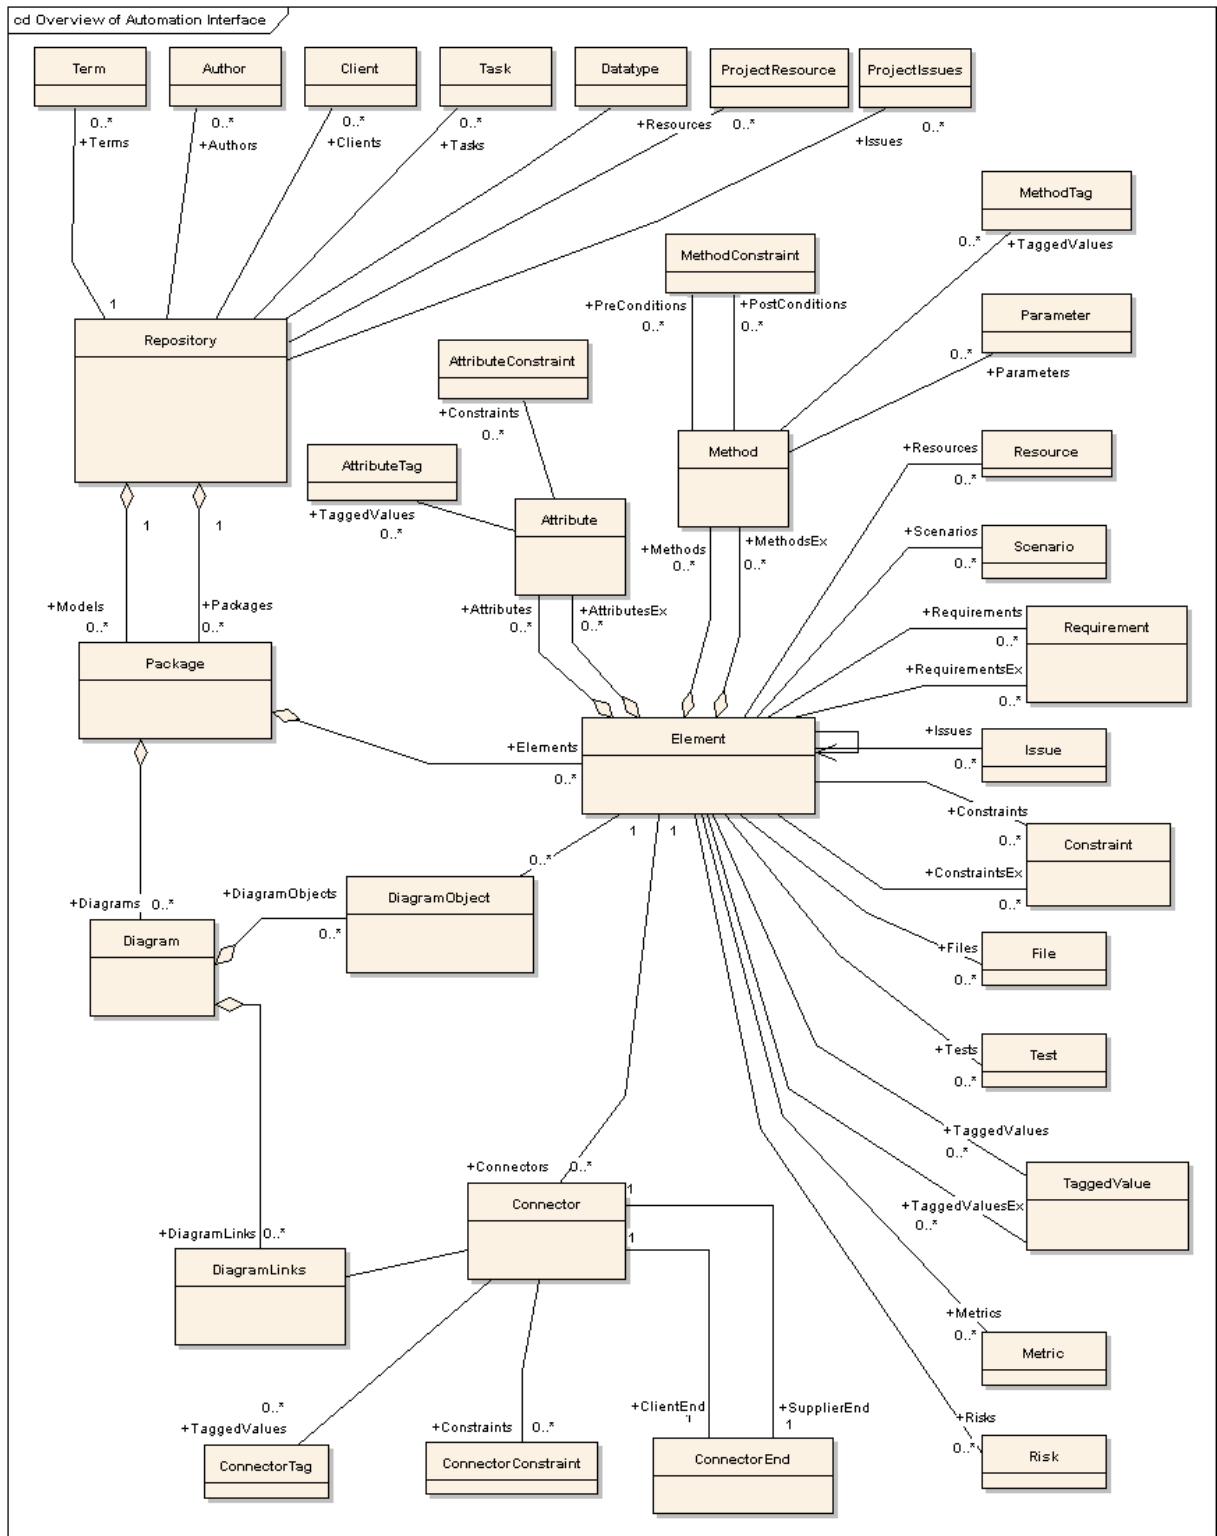 cd Overview of Automation Interface
Term
Author
Client
Task
Datatype
ProjectResource
ProjectIssues
0..*
+Terms
0..*
+Authors
0..*
+Clients
0..*
+Tasks
+Resources
0..*
0..*
+Issues
MethodTag
0..*
+TaggedValues
MethodConstraint
+PreConditions
0..*
+PostConditions
0..*
Parameter
0..*
+Parameters
1
Repository
AttributeConstraint
+Constraints
0..*
AttributeTag
+TaggedValues
0..*
Method
+Resources
0..*
Resource
Attribute
+Methods
0..*
+MethodsEx
0..*
+Scenarios
0..*
Scenario
1
1
+Models
0..*
+Packages
0..*
+Attributes
0..*
+AttributesEx
0..*
+Requirements
0..*
Requirement
+RequirementsEx
0..*
Package
+Elements
0..*
Element
+Issues
0..*
Issue
+Constraints
0..*
Constraint
+ConstraintsEx
0..*
1
1
0..*
+Diagrams
0..*
+DiagramObjects
0..*
DiagramObject
Diagram
+Files
0..*
File
+Tests
0..*
Test
+TaggedValues
0..*
TaggedValue
+TaggedValuesEx
0..*
+Connectors
0..*
Connector
1
1
+DiagramLinks
0..*
DiagramLinks
+Metrics
0..*
Metric
0..*
+TaggedValues
ConnectorTag
+Constraints
0..*
ConnectorConstraint
+ClientEnd
1
+SupplierEnd
1
ConnectorEnd
+Risks
0..*
Risk